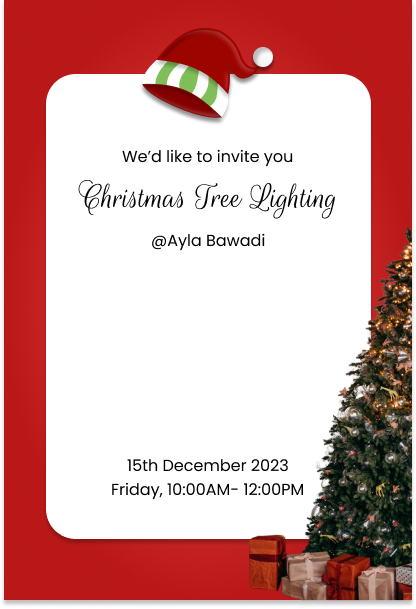 We’d like to invite you
Christmas Tree Lighting
@Ayla Bawadi
15th December 2023
Friday, 10:00AM- 12:00PM